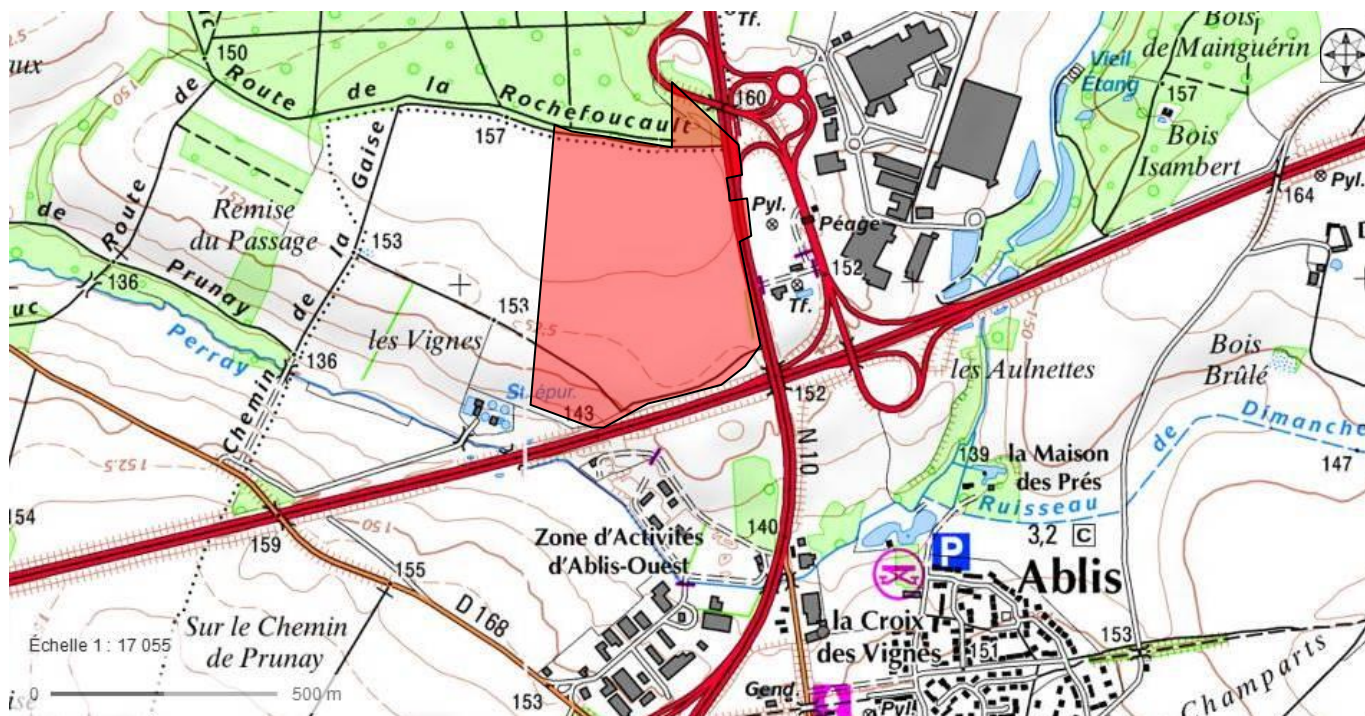 Tf.
Bois
de Mainguérin
Vieil
Étang
150
Route de la Rochefoucault
160
157
157
Bois
Isambert
Route de
Remise
du Passage
153
Chemin de la Gaise
Pyl.
Péage
152
164
Pyl.
Tf.
de Prunay
136
153
les Vignes
Perray
136
St épur.
143
152
les Aulnettes
Bois
Brûlé
Ruisseau de Dimanche
147
N 10
139
la Maison
des Prés
154
159
150
155
D 168
Zone d'Activités
d'Ablis-Ouest
140
3,2 C
P
Ablis
Sur le Chemin
de Prunay
Échelle 1 : 17 055
0 500 m
la Croix
des Vignes
151
153
153
Gend.
Pyl.
Champarts